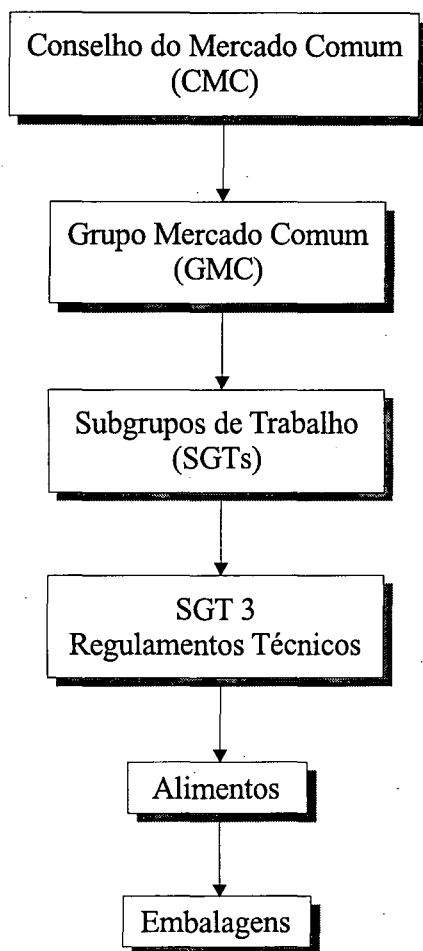 Conselho do Mercado Comum
(CMC)
Grupo Mercado Comum
(GMC)
Subgrupos de Trabalho
(SGTs)
SGT 3
Regulamentos Técnicos
Alimentos
Embalagens